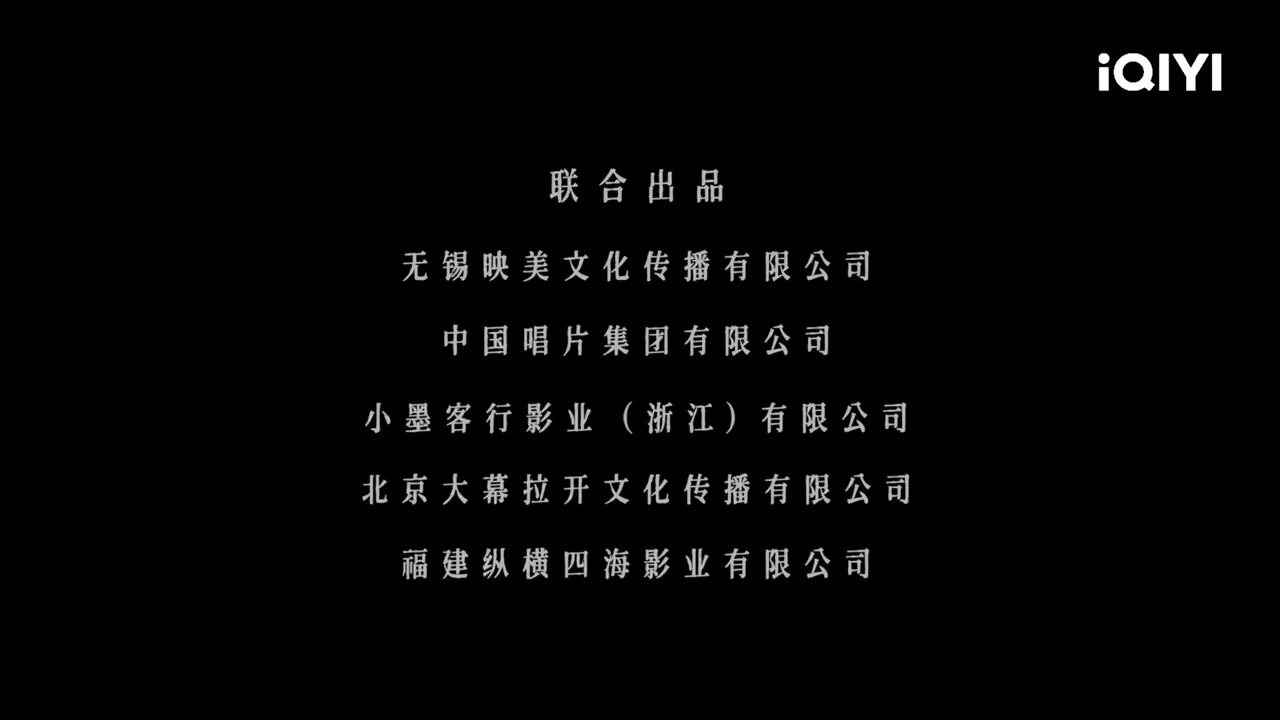 iQIYI
联合出品
无锡映美文化传播有限公司
中国唱片集团有限公司
小墨客行影业（浙江）有限公司
北京大幕拉开文化传播有限公司
福建纵横四海影业有限公司